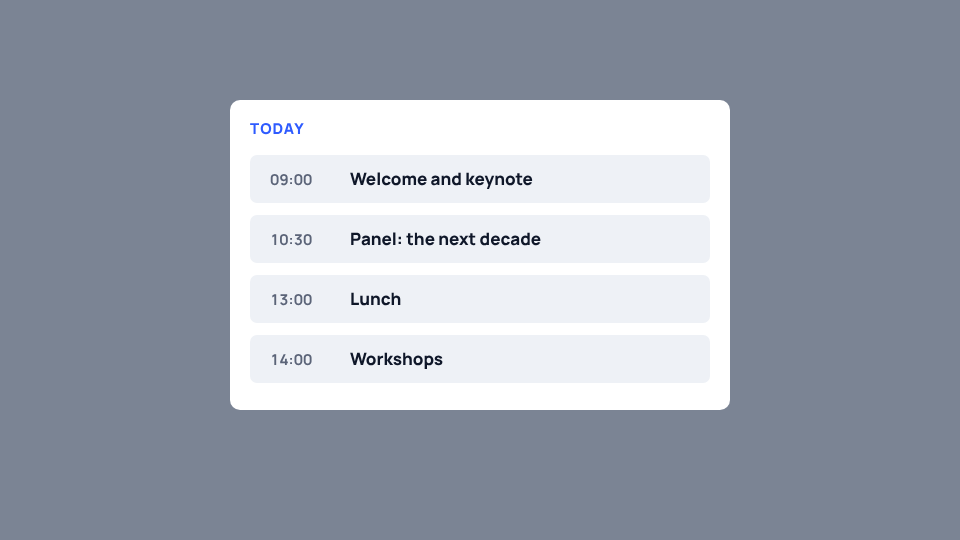 TODAY
09:00 Welcome and keynote
10:30 Panel: the next decade
13:00 Lunch
14:00 Workshops